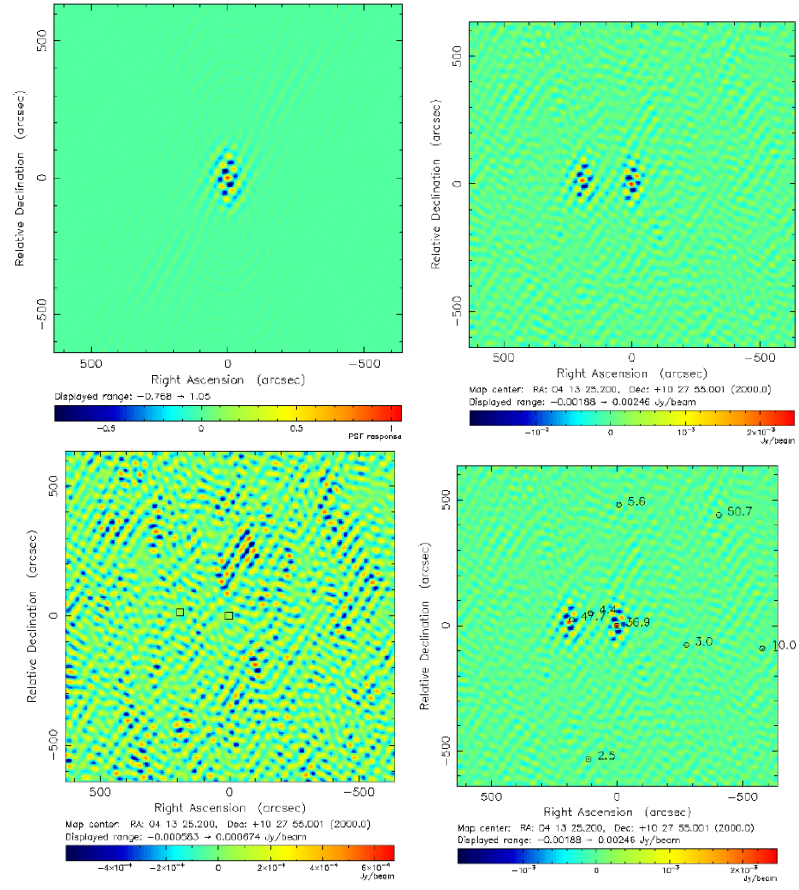 500
0
−500
Relative Declination (arcsec)
500 0 −500
Right Ascension (arcsec)
Displayed range: −0.768 → 1.05
−0.5 0 0.5 1
PSF response
500
0
−500
Relative Declination (arcsec)
500 0 −500
Right Ascension (arcsec)
Map center: RA: 04 13 25.200, Dec: +10 27 55.001 (2000.0)
Displayed range: −0.00188 → 0.00246 Jy/beam
−10⁻³ 0 10⁻³ 2×10⁻³
Jy/beam
500
0
−500
Relative Declination (arcsec)
500 0 −500
Right Ascension (arcsec)
Map center: RA: 04 13 25.200, Dec: +10 27 55.001 (2000.0)
Displayed range: −0.000583 → 0.000674 Jy/beam
−4×10⁻⁴ −2×10⁻⁴ 0 2×10⁻⁴ 4×10⁻⁴ 6×10⁻⁴
Jy/beam
500
0
−500
Relative Declination (arcsec)
5.6
50.7
4.4
47.7
36.9
3.0
10.0
2.5
500 0 −500
Right Ascension (arcsec)
Map center: RA: 04 13 25.200, Dec: +10 27 55.001 (2000.0)
Displayed range: −0.00188 → 0.00246 Jy/beam
−10⁻³ 0 10⁻³ 2×10⁻³
Jy/beam